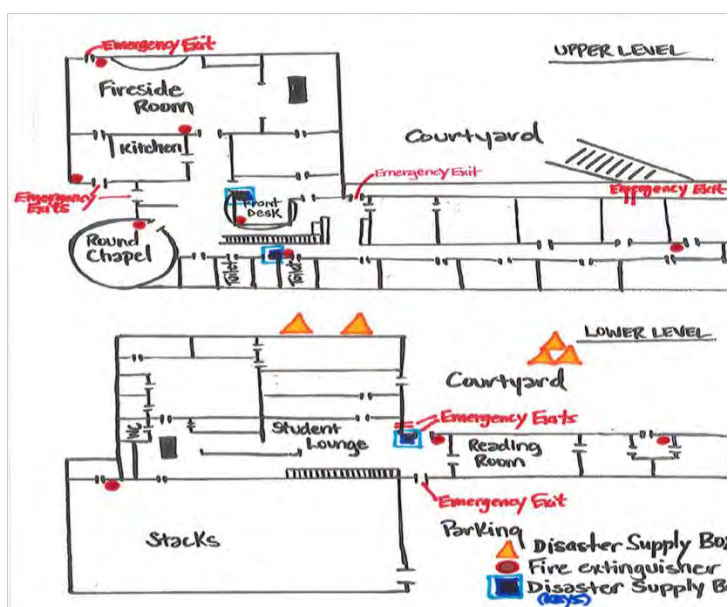 Emergency Exit
UPPER LEVEL
Fireside
Room
Kitchen
Courtyard
Emergency Exit
Emergency Exit
Emergency
Exits
Front
Desk
Round
Chapel
Toilet
Toilet
LOWER LEVEL
Courtyard
Emergency Exits
WC
Student
Lounge
Reading
Room
Emergency Exit
Parking
Stacks
Disaster Supply Box
Fire extinguisher
Disaster Supply B
(keys)